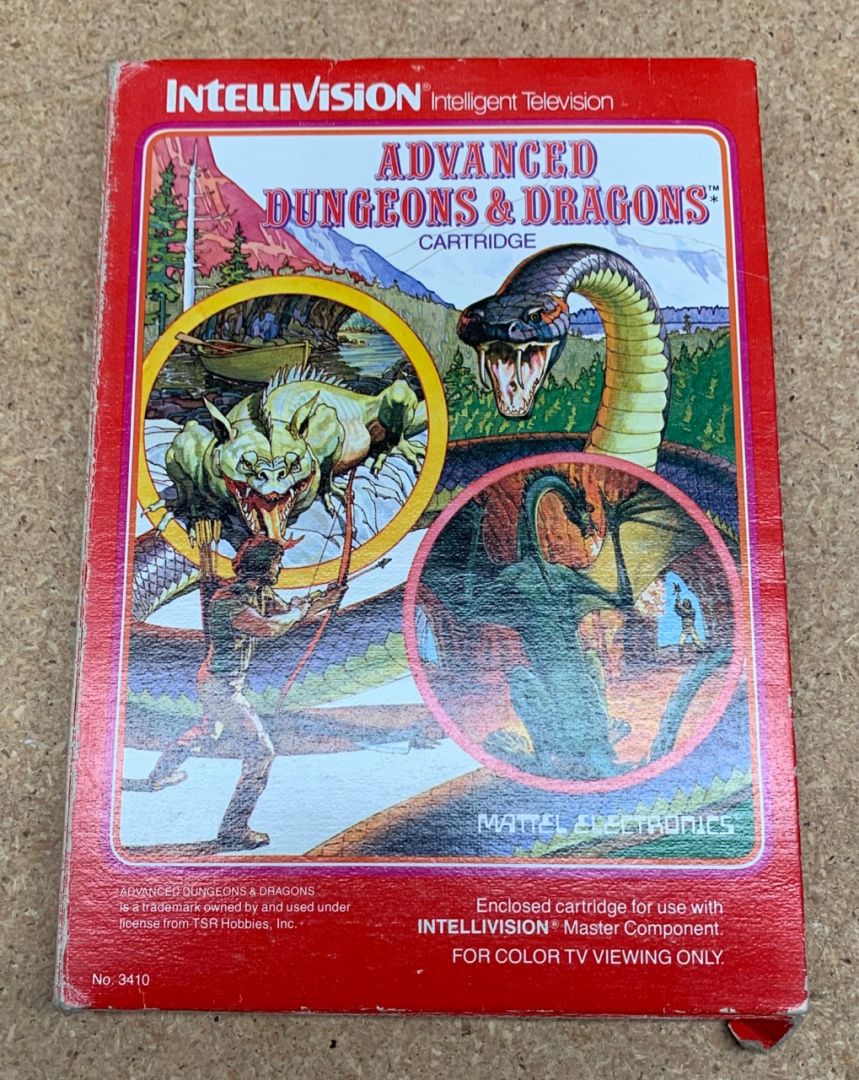 INTELLIVISION® Intelligent Television
ADVANCED
DUNGEONS & DRAGONS™*
CARTRIDGE
MATTEL ELECTRONICS
ADVANCED DUNGEONS & DRAGONS
is a trademark owned by and used under
license from TSR Hobbies, Inc.
Enclosed cartridge for use with
INTELLIVISION® Master Component.
FOR COLOR TV VIEWING ONLY.
No. 3410